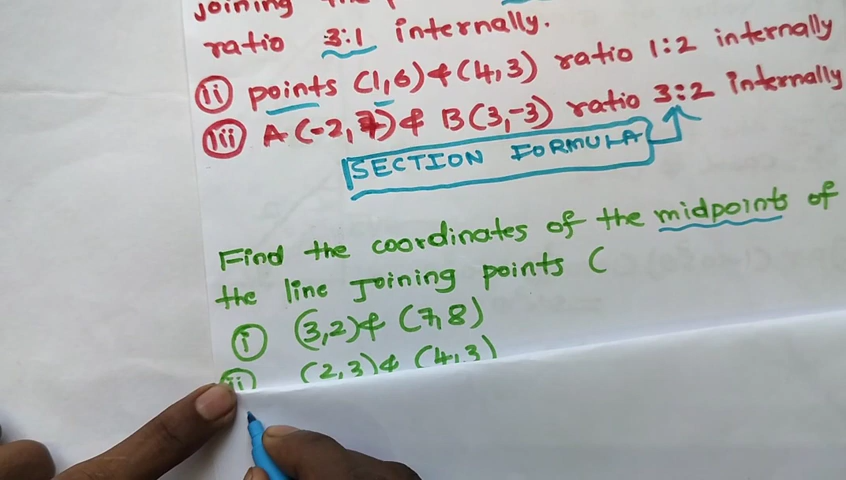 joining the
ratio 3:1 internally.
(ii) points (1,6) & (4,3) ratio 1:2 internally
(iii) A(-2,7) & B(3,-3) ratio 3:2 internally
SECTION FORMULA
Find the coordinates of the midpoints of
the line joining points (
(i) (3,2) & (7,8)
(ii) (2,3) & (4,3)